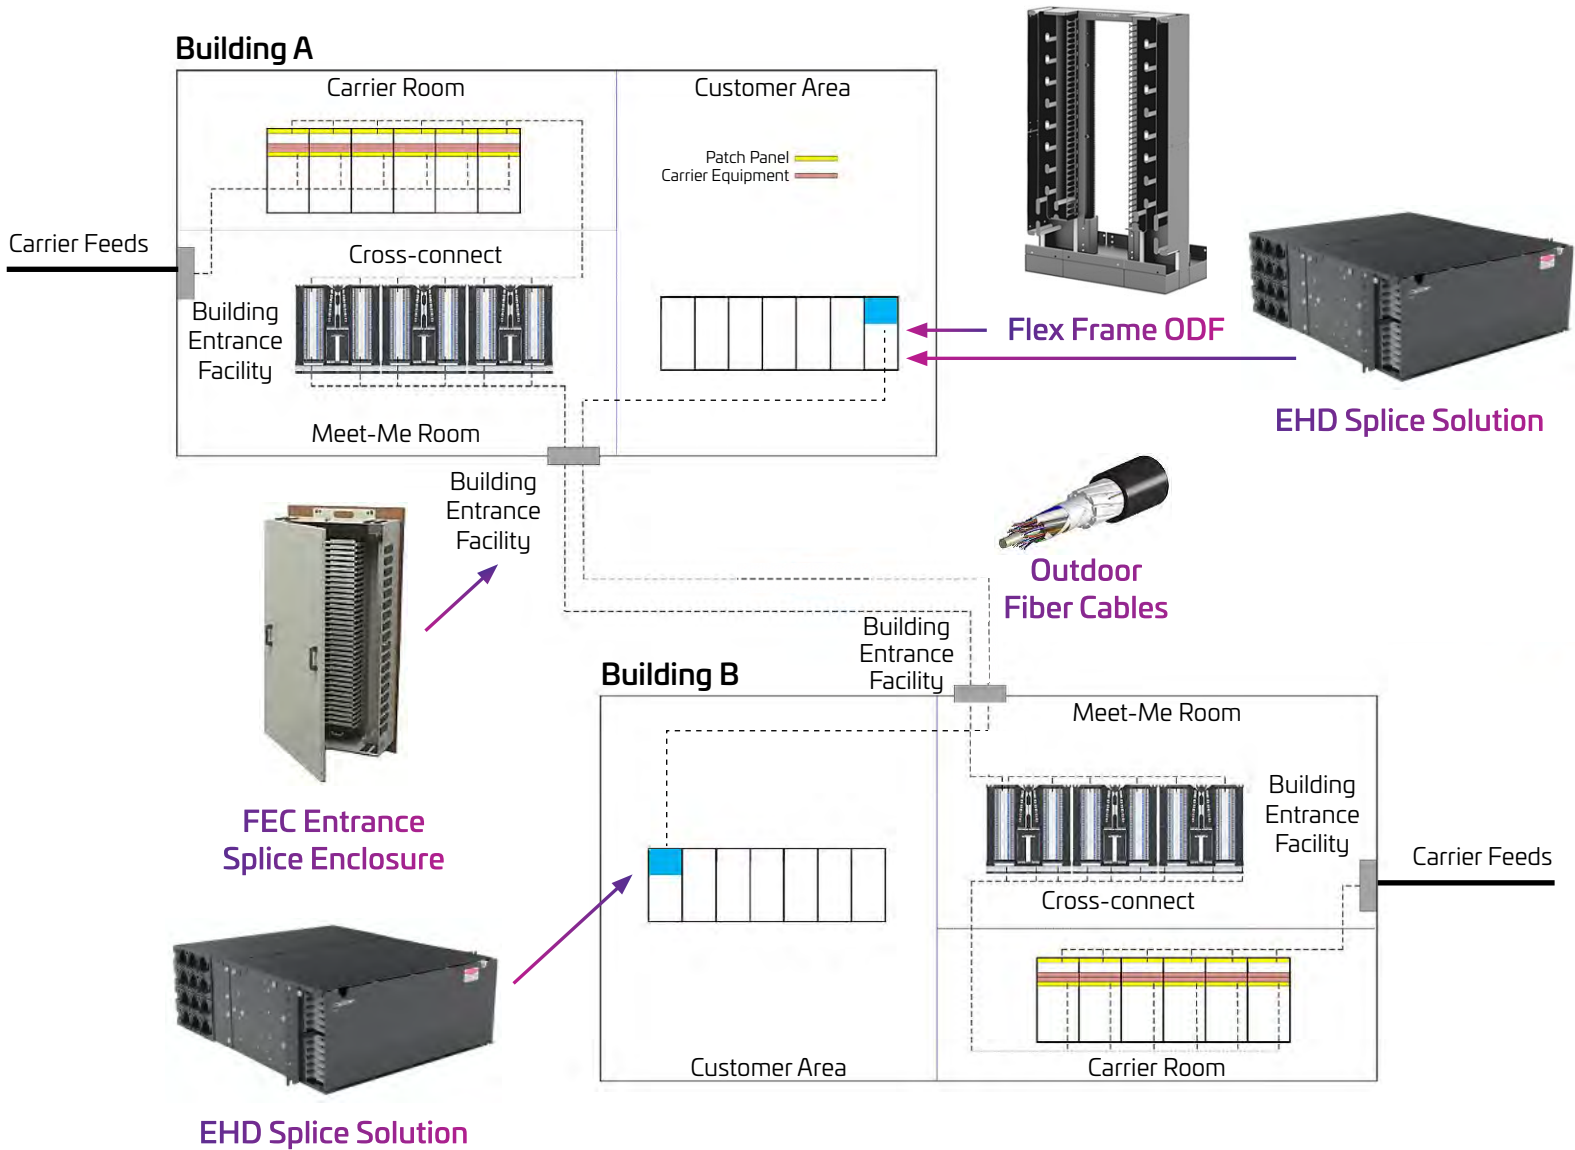 Building A
Carrier Room
Customer Area
Patch Panel
Carrier Equipment
Carrier Feeds
Cross-connect
Building
Entrance
Facility
Flex Frame ODF
EHD Splice Solution
Meet-Me Room
Building
Entrance
Facility
Outdoor
Fiber Cables
Building
Entrance
Facility
Building B
Meet-Me Room
Building
Entrance
Facility
FEC Entrance
Splice Enclosure
Carrier Feeds
Cross-connect
Customer Area
Carrier Room
EHD Splice Solution